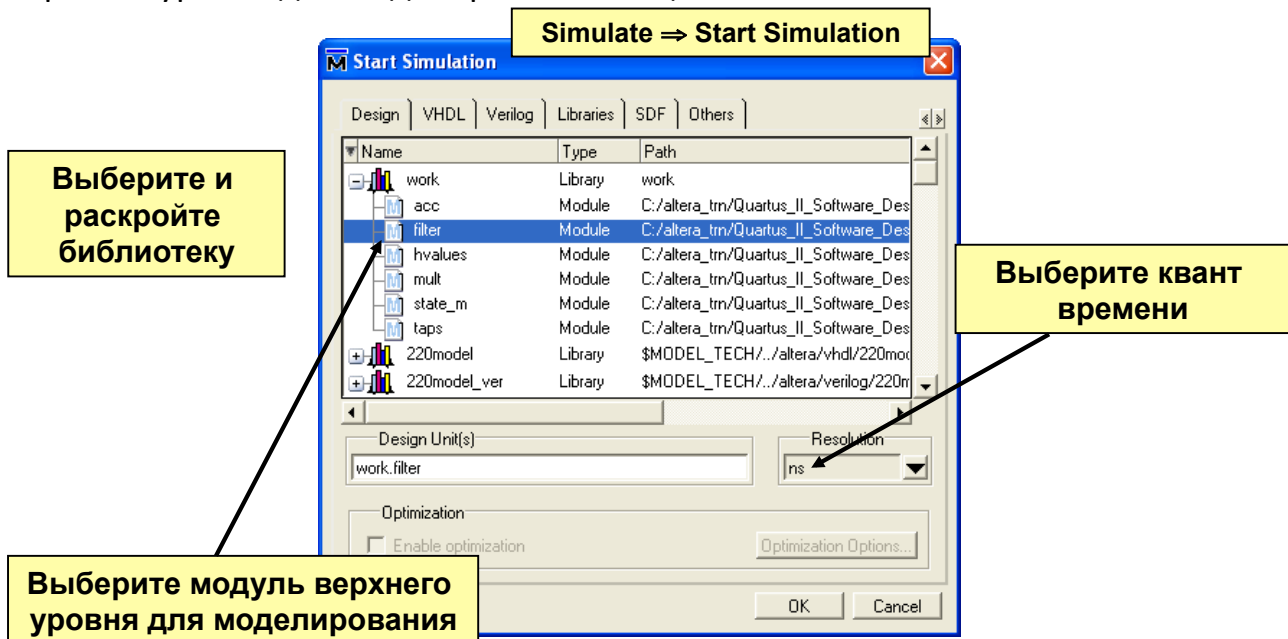 Simulate ⇒ Start Simulation
Start Simulation
Design VHDL Verilog Libraries SDF Others
Name Type Path
work Library work
acc Module C:/altera_trn/Quartus_II_Software_Des
filter Module C:/altera_trn/Quartus_II_Software_Des
hvalues Module C:/altera_trn/Quartus_II_Software_Des
mult Module C:/altera_trn/Quartus_II_Software_Des
state_m Module C:/altera_trn/Quartus_II_Software_Des
taps Module C:/altera_trn/Quartus_II_Software_Des
220model Library $MODEL_TECH/../altera/vhdl/220moc
220model_ver Library $MODEL_TECH/../altera/verilog/220m
Выберите и
раскройте
библиотеку
Выберите квант
времени
Design Unit(s) Resolution
work.filter ns
Optimization
Enable optimization Optimization Options...
Выберите модуль верхнего
уровня для моделирования
OK Cancel